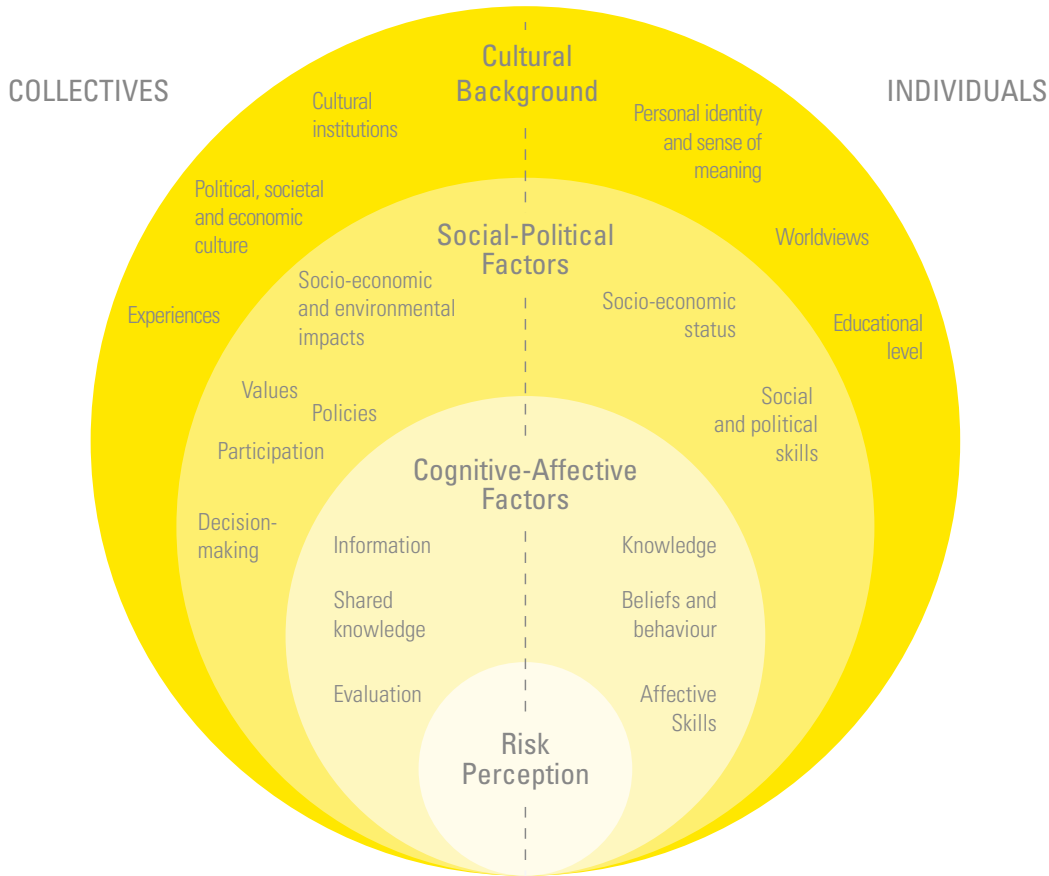 COLLECTIVES
INDIVIDUALS
Cultural
Background
Cultural
institutions
Personal identity
and sense of
meaning
Political, societal
and economic
culture
Worldviews
Experiences
Educational
level
Social-Political
Factors
Socio-economic
and environmental
impacts
Socio-economic
status
Values
Policies
Participation
Social
and political
skills
Decision-
making
Cognitive-Affective
Factors
Information
Knowledge
Shared
knowledge
Beliefs and
behaviour
Evaluation
Affective
Skills
Risk
Perception